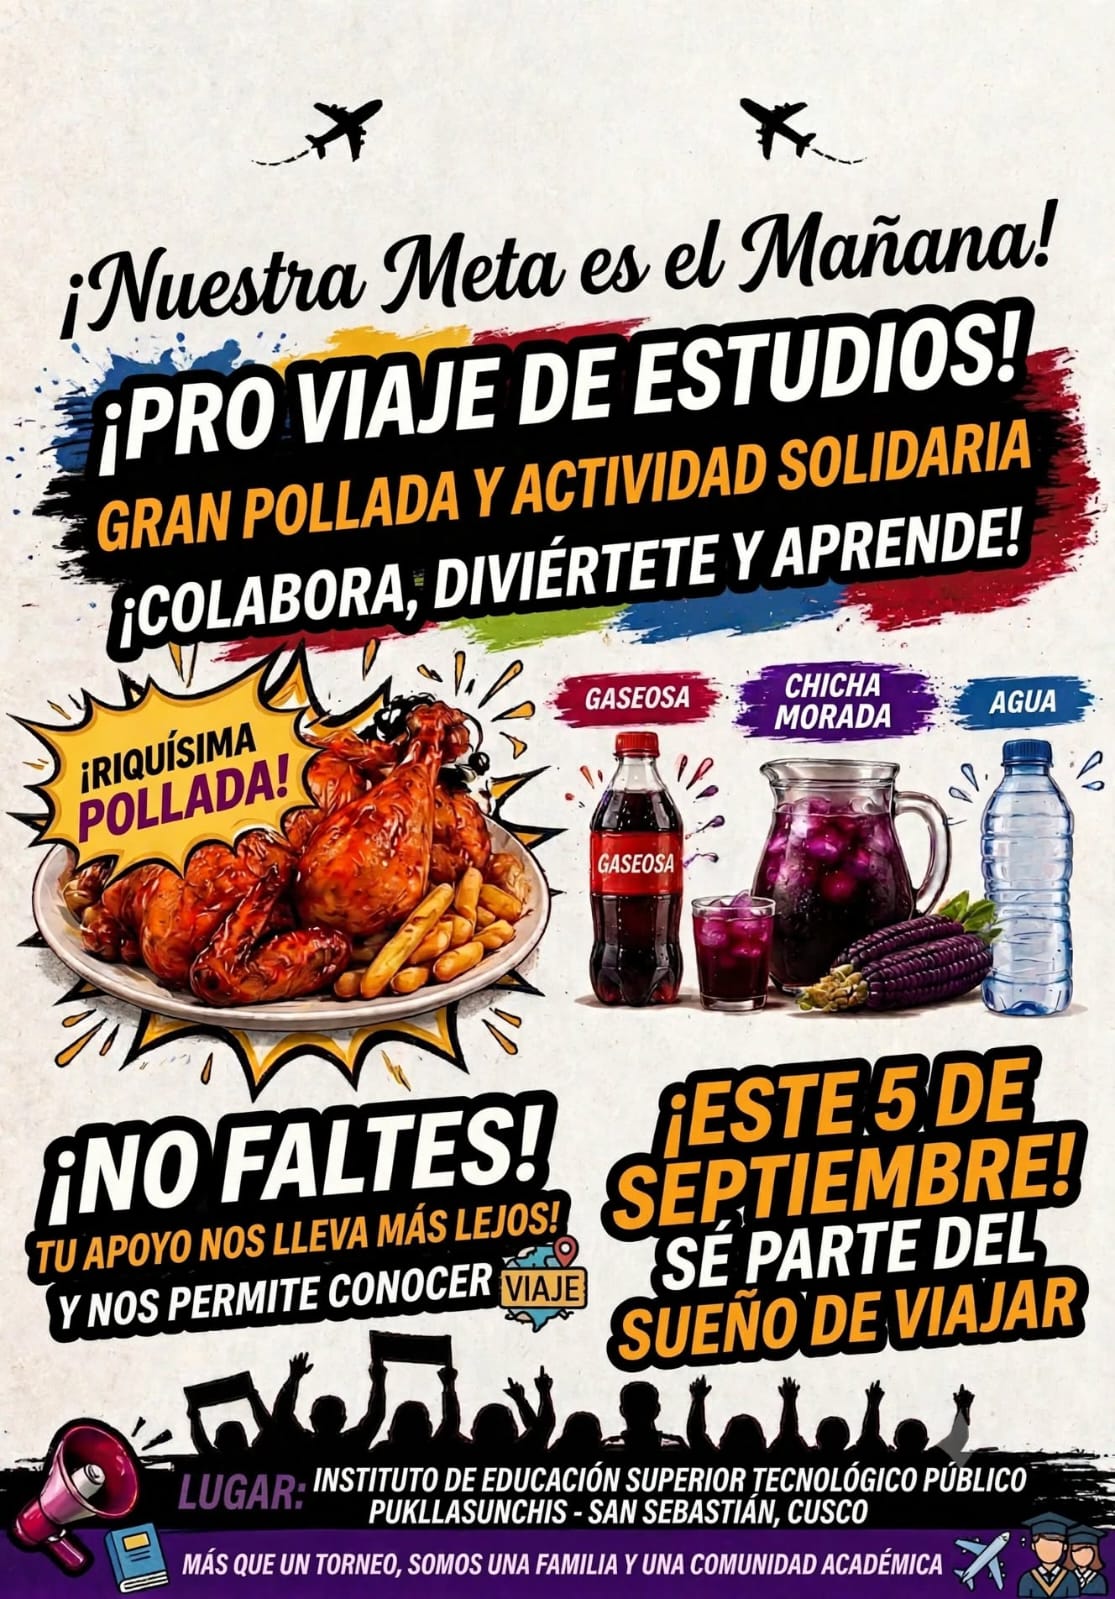 ¡Nuestra Meta es el Mañana!
¡PRO VIAJE DE ESTUDIOS!
GRAN POLLADA Y ACTIVIDAD SOLIDARIA
¡COLABORA, DIVIÉRTETE Y APRENDE!
¡RIQUÍSIMA
POLLADA!
GASEOSA
CHICHA
MORADA
AGUA
GASEOSA
¡NO FALTES!
TU APOYO NOS LLEVA MÁS LEJOS!
Y NOS PERMITE CONOCER
VIAJE
¡ESTE 5 DE
SEPTIEMBRE!
SÉ PARTE DEL
SUEÑO DE VIAJAR
LUGAR: INSTITUTO DE EDUCACIÓN SUPERIOR TECNOLÓGICO PÚBLICO
PUKLLASUNCHIS - SAN SEBASTIÁN, CUSCO
MÁS QUE UN TORNEO, SOMOS UNA FAMILIA Y UNA COMUNIDAD ACADÉMICA